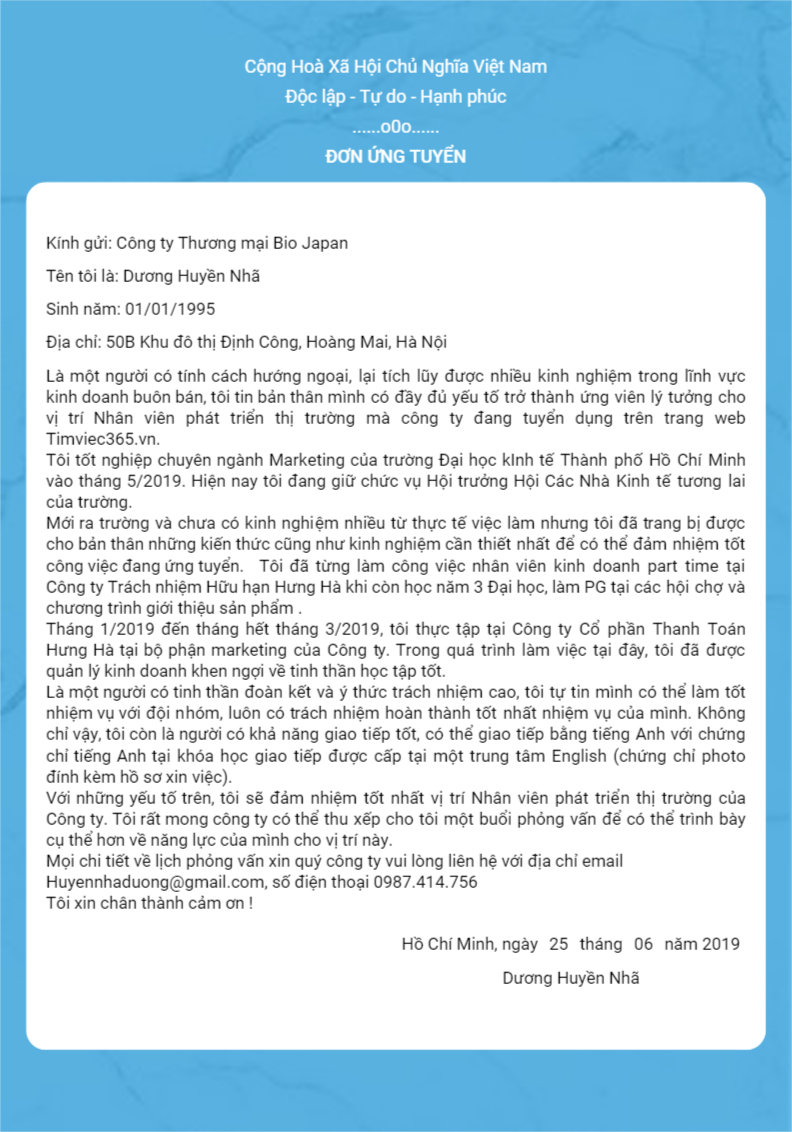 Cộng Hoà Xã Hội Chủ Nghĩa Việt Nam
Độc lập - Tự do - Hạnh phúc
......o0o......
ĐƠN ỨNG TUYỂN
Kính gửi: Công ty Thương mại Bio Japan
Tên tôi là: Dương Huyền Nhã
Sinh năm: 01/01/1995
Địa chỉ: 50B Khu đô thị Định Công, Hoàng Mai, Hà Nội
Là một người có tính cách hướng ngoại, lại tích lũy được nhiều kinh nghiệm trong lĩnh vực
kinh doanh buôn bán, tôi tin bản thân mình có đầy đủ yếu tố trở thành ứng viên lý tưởng cho
vị trí Nhân viên phát triển thị trường mà công ty đang tuyển dụng trên trang web
Timviec365.vn.
Tôi tốt nghiệp chuyên ngành Marketing của trường Đại học kInh tế Thành phố Hồ Chí Minh
vào tháng 5/2019. Hiện nay tôi đang giữ chức vụ Hội trưởng Hội Các Nhà Kinh tế tương lai
của trường.
Mới ra trường và chưa có kinh nghiệm nhiều từ thực tế việc làm nhưng tôi đã trang bị được
cho bản thân những kiến thức cũng như kinh nghiệm cần thiết nhất để có thể đảm nhiệm tốt
công việc đang ứng tuyển.   Tôi đã từng làm công việc nhân viên kinh doanh part time tại
Công ty Trách nhiệm Hữu hạn Hưng Hà khi còn học năm 3 Đại học, làm PG tại các hội chợ và
chương trình giới thiệu sản phẩm .
Tháng 1/2019 đến tháng hết tháng 3/2019, tôi thực tập tại Công ty Cổ phần Thanh Toán
Hưng Hà tại bộ phận marketing của Công ty. Trong quá trình làm việc tại đây, tôi đã được
quản lý kinh doanh khen ngợi về tinh thần học tập tốt.
Là một người có tinh thần đoàn kết và ý thức trách nhiệm cao, tôi tự tin mình có thể làm tốt
nhiệm vụ với đội nhóm, luôn có trách nhiệm hoàn thành tốt nhất nhiệm vụ của mình. Không
chỉ vậy, tôi còn là người có khả năng giao tiếp tốt, có thể giao tiếp bằng tiếng Anh với chứng
chỉ tiếng Anh tại khóa học giao tiếp được cấp tại một trung tâm English (chứng chỉ photo
đính kèm hồ sơ xin việc).
Với những yếu tố trên, tôi sẽ đảm nhiệm tốt nhất vị trí Nhân viên phát triển thị trường của
Công ty. Tôi rất mong công ty có thể thu xếp cho tôi một buổi phỏng vấn để có thể trình bày
cụ thể hơn về năng lực của mình cho vị trí này.
Mọi chi tiết về lịch phỏng vấn xin quý công ty vui lòng liên hệ với địa chỉ email
Huyennhaduong@gmail.com, số điện thoại 0987.414.756
Tôi xin chân thành cảm ơn !
Hồ Chí Minh, ngày   25   tháng   06   năm 2019
Dương Huyền Nhã